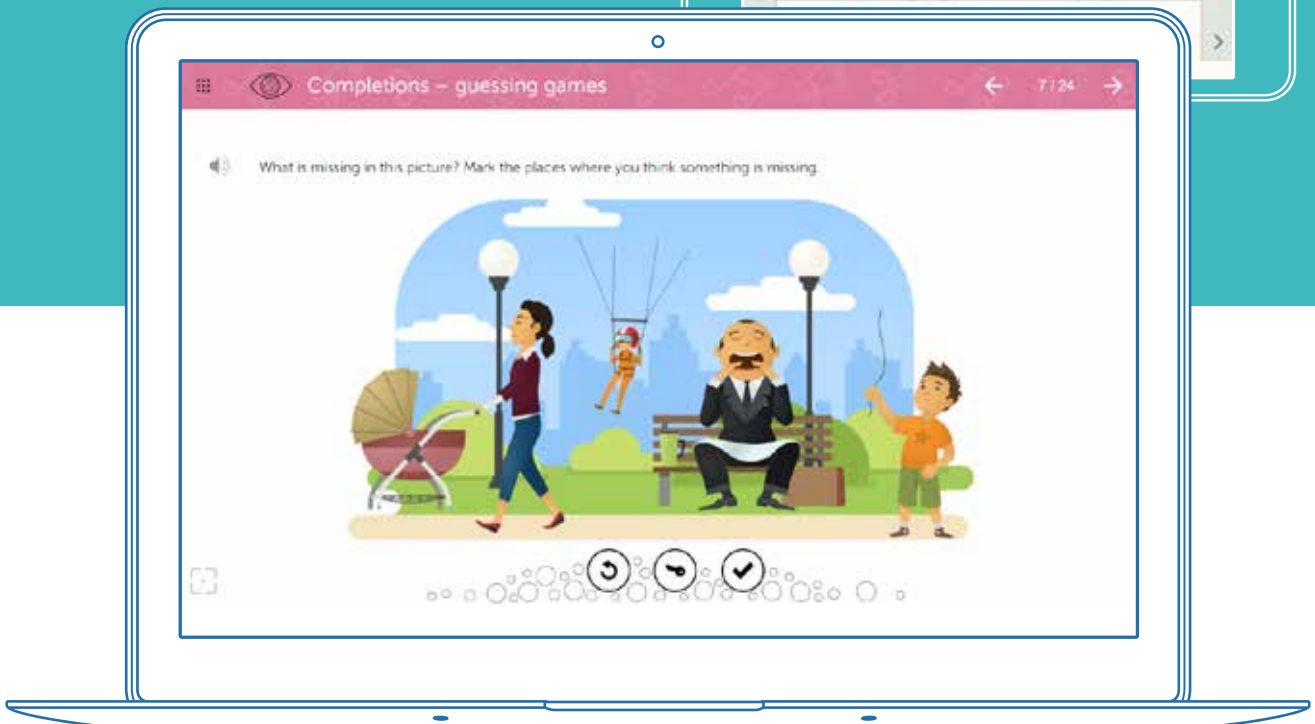 Completions – guessing games
7 / 24
What is missing in this picture? Mark the places where you think something is missing.